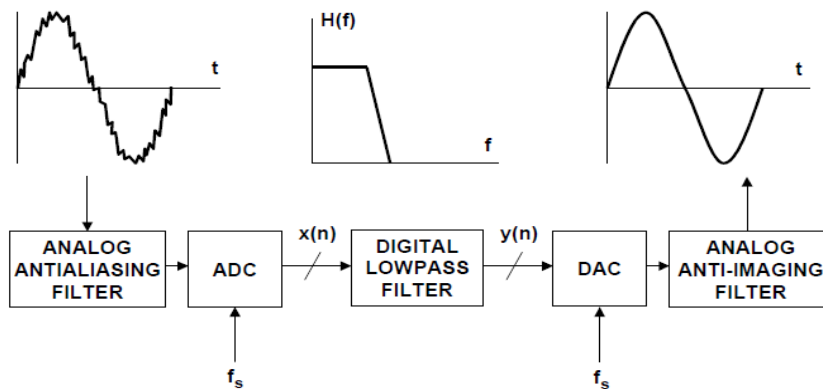 t
H(f)
f
t
ANALOG
ANTIALIASING
FILTER
ADC
x(n)
DIGITAL
LOWPASS
FILTER
y(n)
DAC
ANALOG
ANTI-IMAGING
FILTER
fs
fs